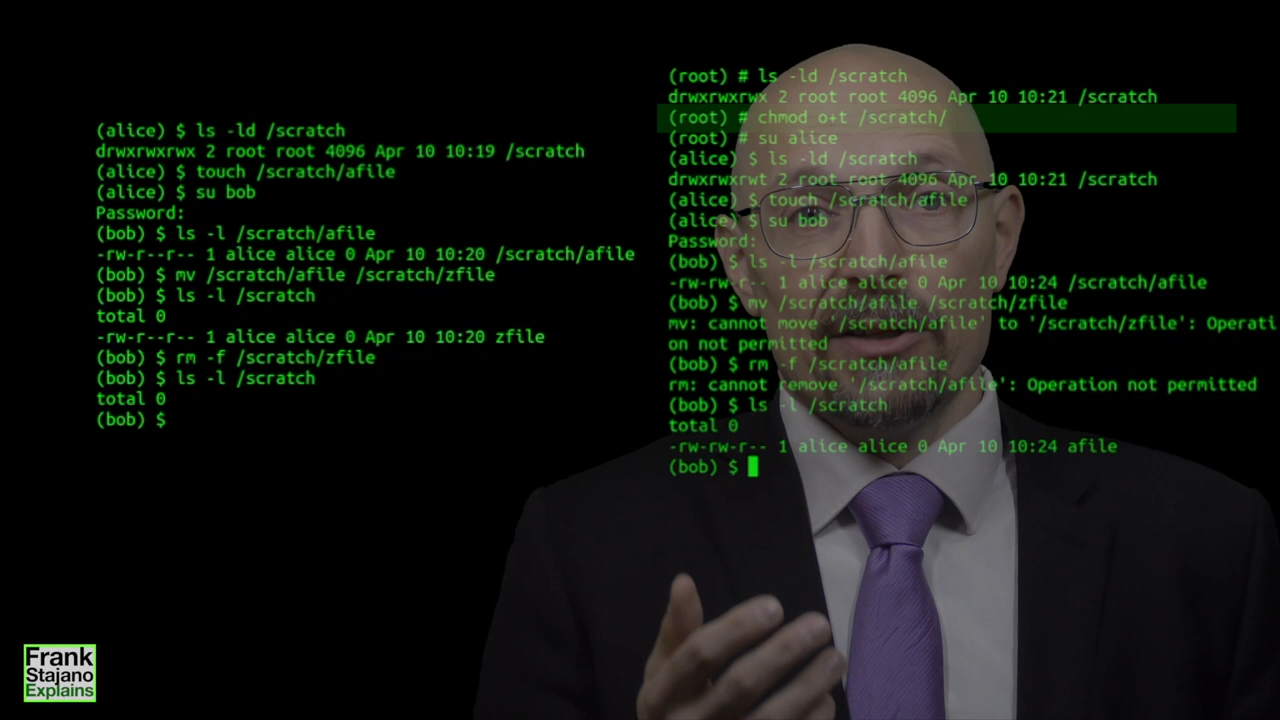 (alice) $ ls -ld /scratch
drwxrwxrwx 2 root root 4096 Apr 10 10:19 /scratch
(alice) $ touch /scratch/afile
(alice) $ su bob
Password:
(bob) $ ls -l /scratch/afile
-rw-r--r-- 1 alice alice 0 Apr 10 10:20 /scratch/afile
(bob) $ mv /scratch/afile /scratch/zfile
(bob) $ ls -l /scratch
total 0
-rw-r--r-- 1 alice alice 0 Apr 10 10:20 zfile
(bob) $ rm -f /scratch/zfile
(bob) $ ls -l /scratch
total 0
(bob) $
(root) # ls -ld /scratch
drwxrwxrwx 2 root root 4096 Apr 10 10:21 /scratch
(root) # chmod o+t /scratch/
(root) # su alice
(alice) $ ls -ld /scratch
drwxrwxrwt 2 root root 4096 Apr 10 10:21 /scratch
(alice) $ touch /scratch/afile
(alice) $ su bob
Password:
(bob) $ ls -l /scratch/afile
-rw-rw-r-- 1 alice alice 0 Apr 10 10:24 /scratch/afile
(bob) $ mv /scratch/afile /scratch/zfile
mv: cannot move '/scratch/afile' to '/scratch/zfile': Operati
on not permitted
(bob) $ rm -f /scratch/afile
rm: cannot remove '/scratch/afile': Operation not permitted
(bob) $ ls -l /scratch
total 0
-rw-rw-r-- 1 alice alice 0 Apr 10 10:24 afile
(bob) $
Frank
Stajano
Explains